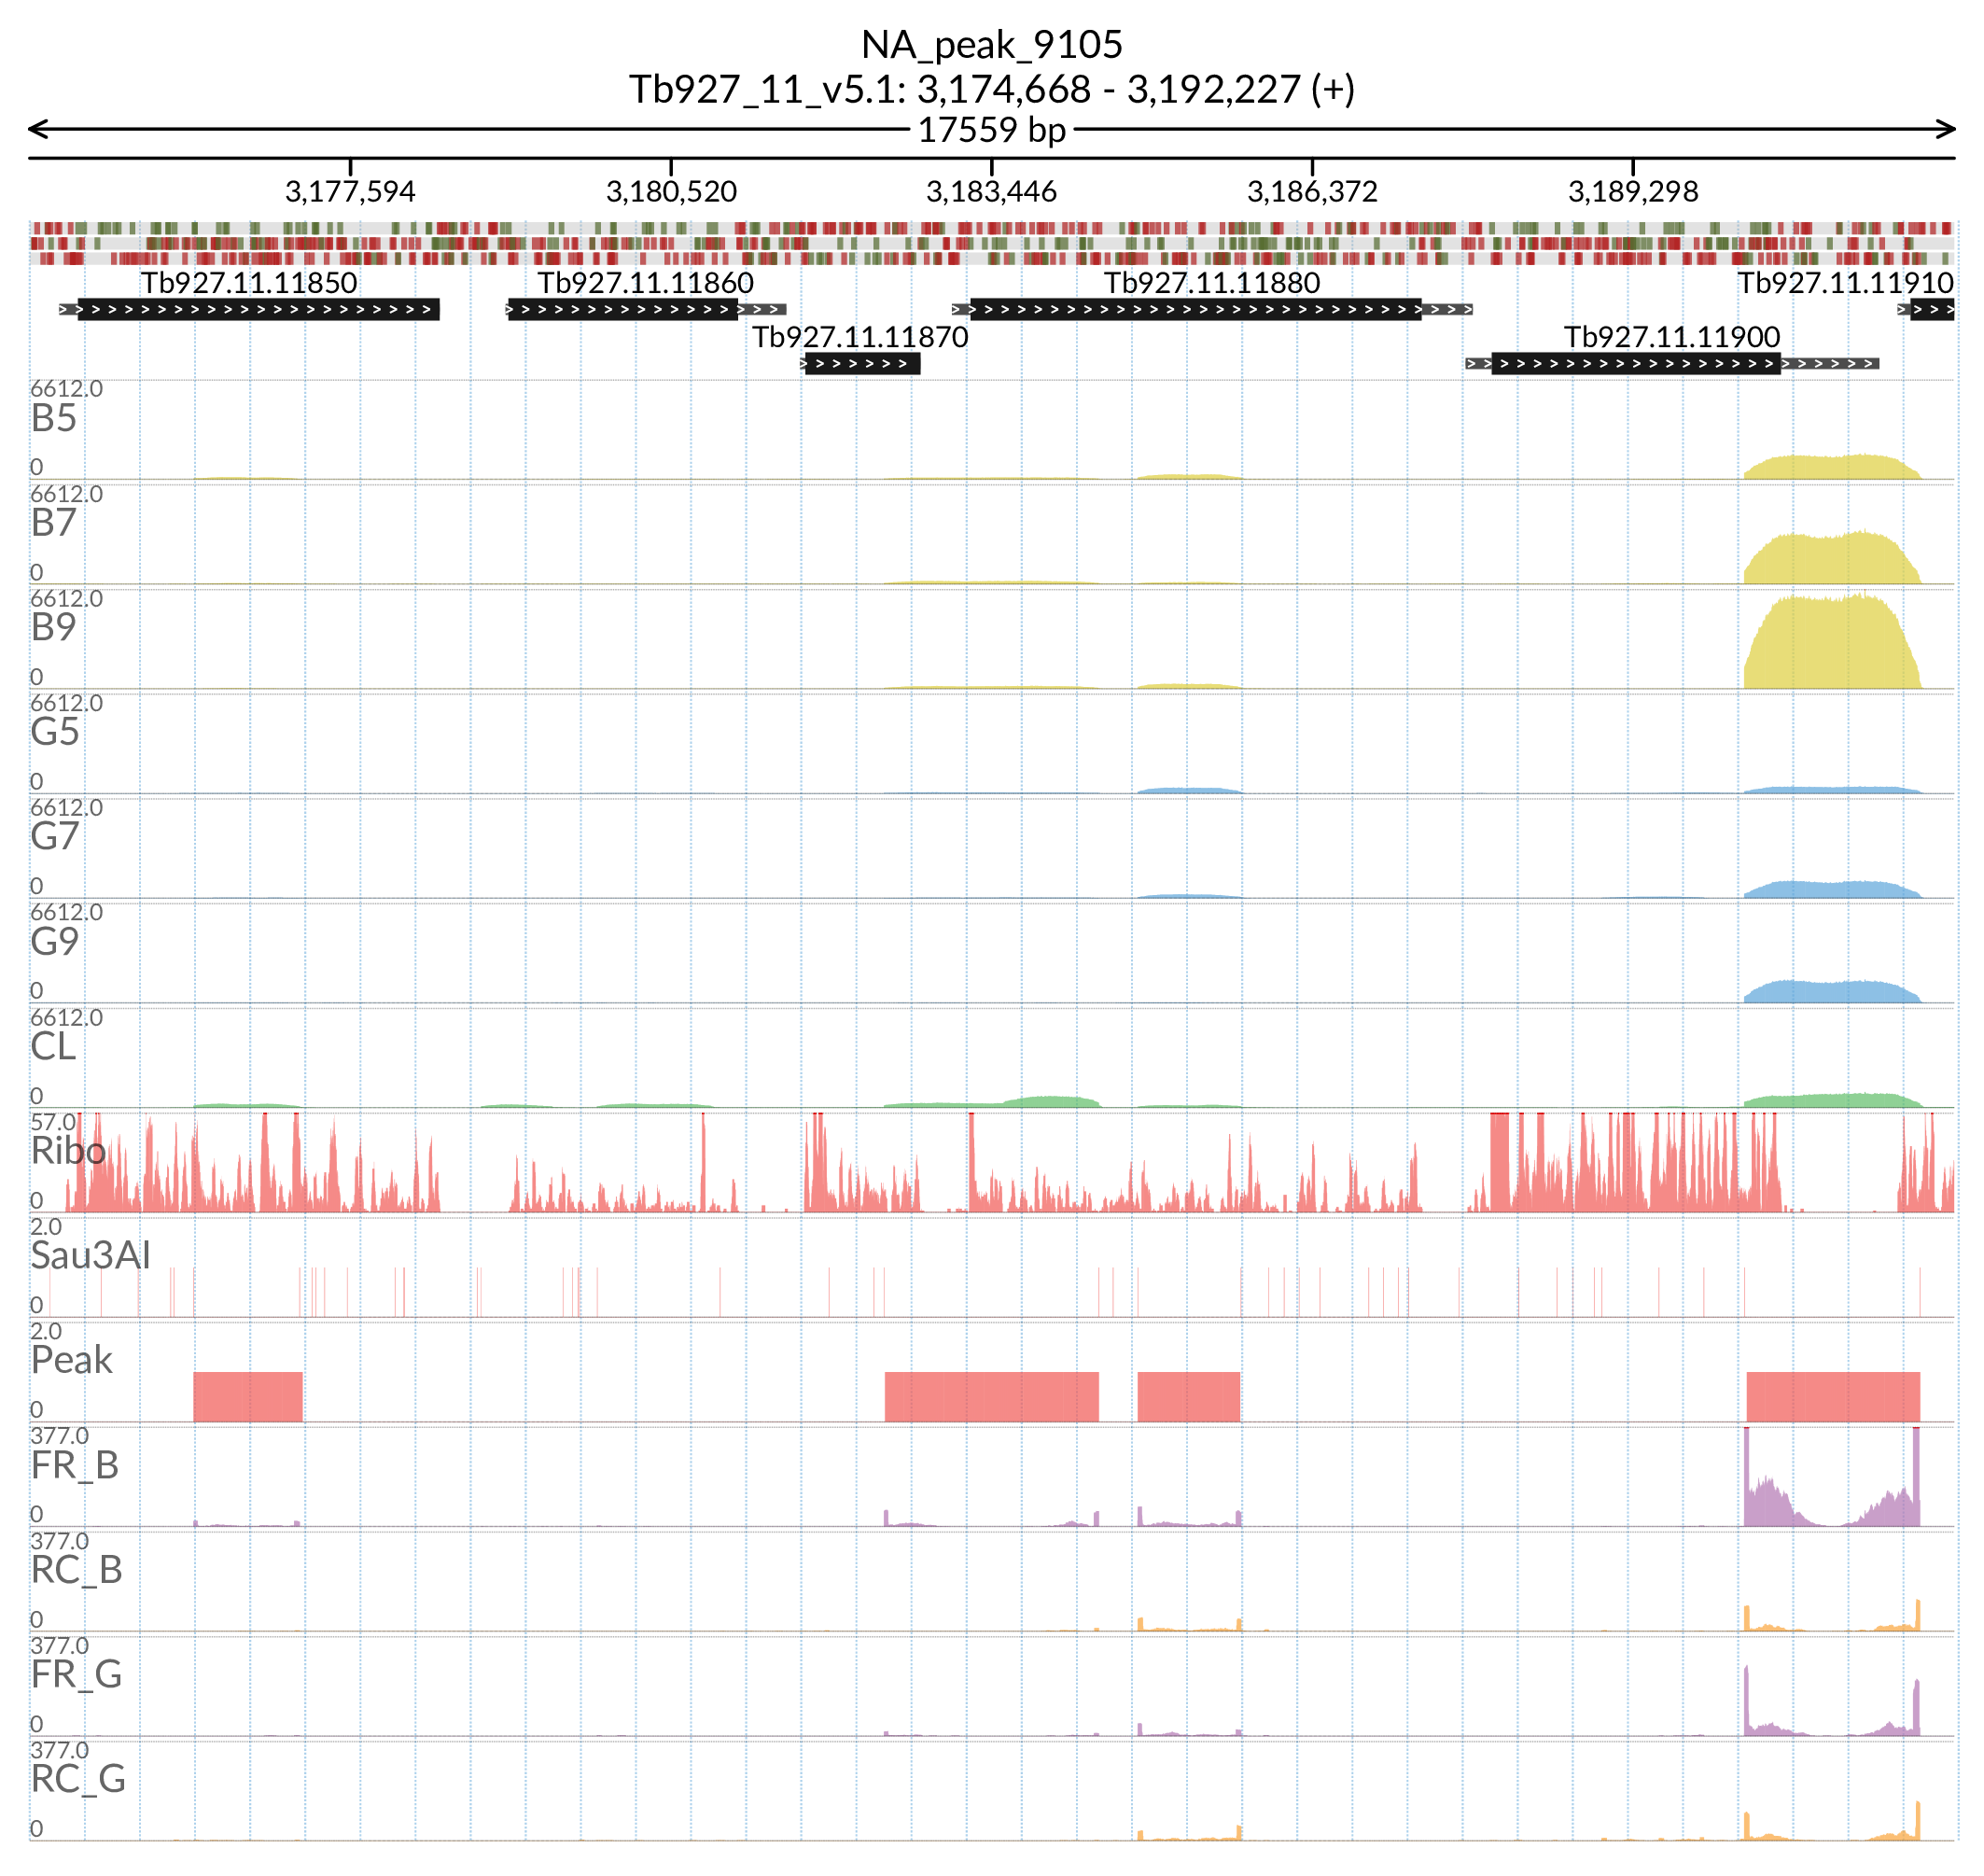 NA_peak_9105
Tb927_11_v5.1: 3,174,668 - 3,192,227 (+)
17559 bp
3,177,594 3,180,520 3,183,446 3,186,372 3,189,298
Tb927.11.11850 Tb927.11.11860 Tb927.11.11880 Tb927.11.11910
Tb927.11.11870 Tb927.11.11900
6612.0
B5
0
6612.0
B7
0
6612.0
B9
0
6612.0
G5
0
6612.0
G7
0
6612.0
G9
0
6612.0
CL
0
57.0
Ribo
0
2.0
Sau3AI
0
2.0
Peak
0
377.0
FR_B
0
377.0
RC_B
0
377.0
FR_G
0
377.0
RC_G
0